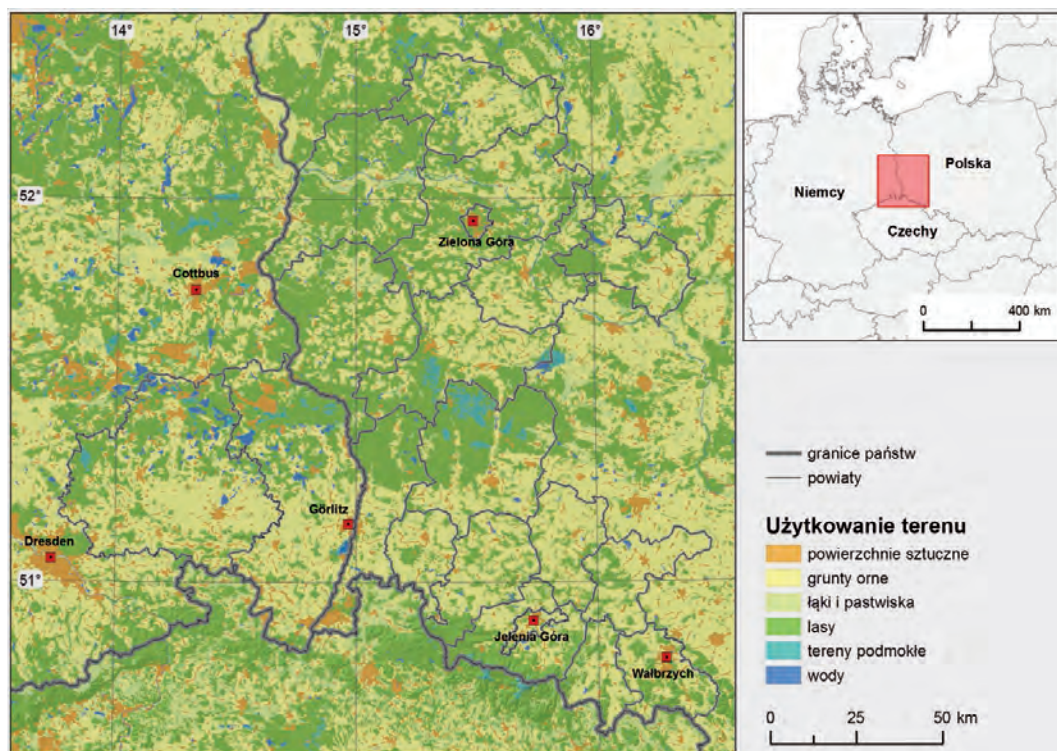 14°
15°
16°
52°
Zielona Góra
Cottbus
Görlitz
Dresden
51°
Jelenia Góra
Wałbrzych
Polska
Niemcy
Czechy
0
400 km
granice państw
powiaty
Użytkowanie terenu
powierzchnie sztuczne
grunty orne
łąki i pastwiska
lasy
tereny podmokłe
wody
0
25
50 km